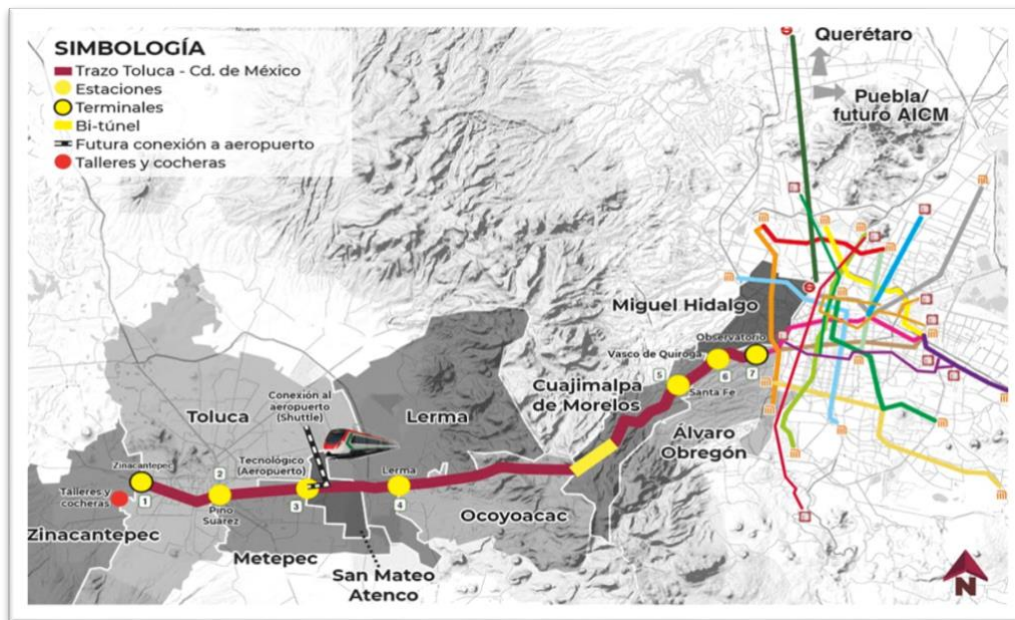 SIMBOLOGÍA
Trazo Toluca - Cd. de México
Estaciones
Terminales
Bi-túnel
Futura conexión a aeropuerto
Talleres y cocheras
Querétaro
Puebla/
futuro AICM
Miguel Hidalgo
Observatorio
Vasco de Quiroga
5
6
7
Santa Fe
Cuajimalpa
de Morelos
Álvaro
Obregón
Toluca
Conexión al
aeropuerto
(Shuttle)
Lerma
Tecnológico
(Aeropuerto)
Zinacantepec
2
Lerma
Talleres y
cocheras
1
Pino
Suárez
3
4
Ocoyoacac
Zinacantepec
Metepec
San Mateo
Atenco
N